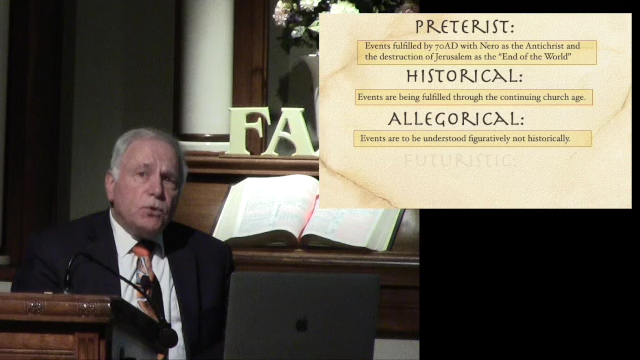 PRETERIST:
Events fulfilled by 70AD with Nero as the Antichrist and
the destruction of Jerusalem as the “End of the World”
HISTORICAL:
Events are being fulfilled through the continuing church age.
ALLEGORICAL:
Events are to be understood figuratively not historically.
FUTURISTIC:
FA